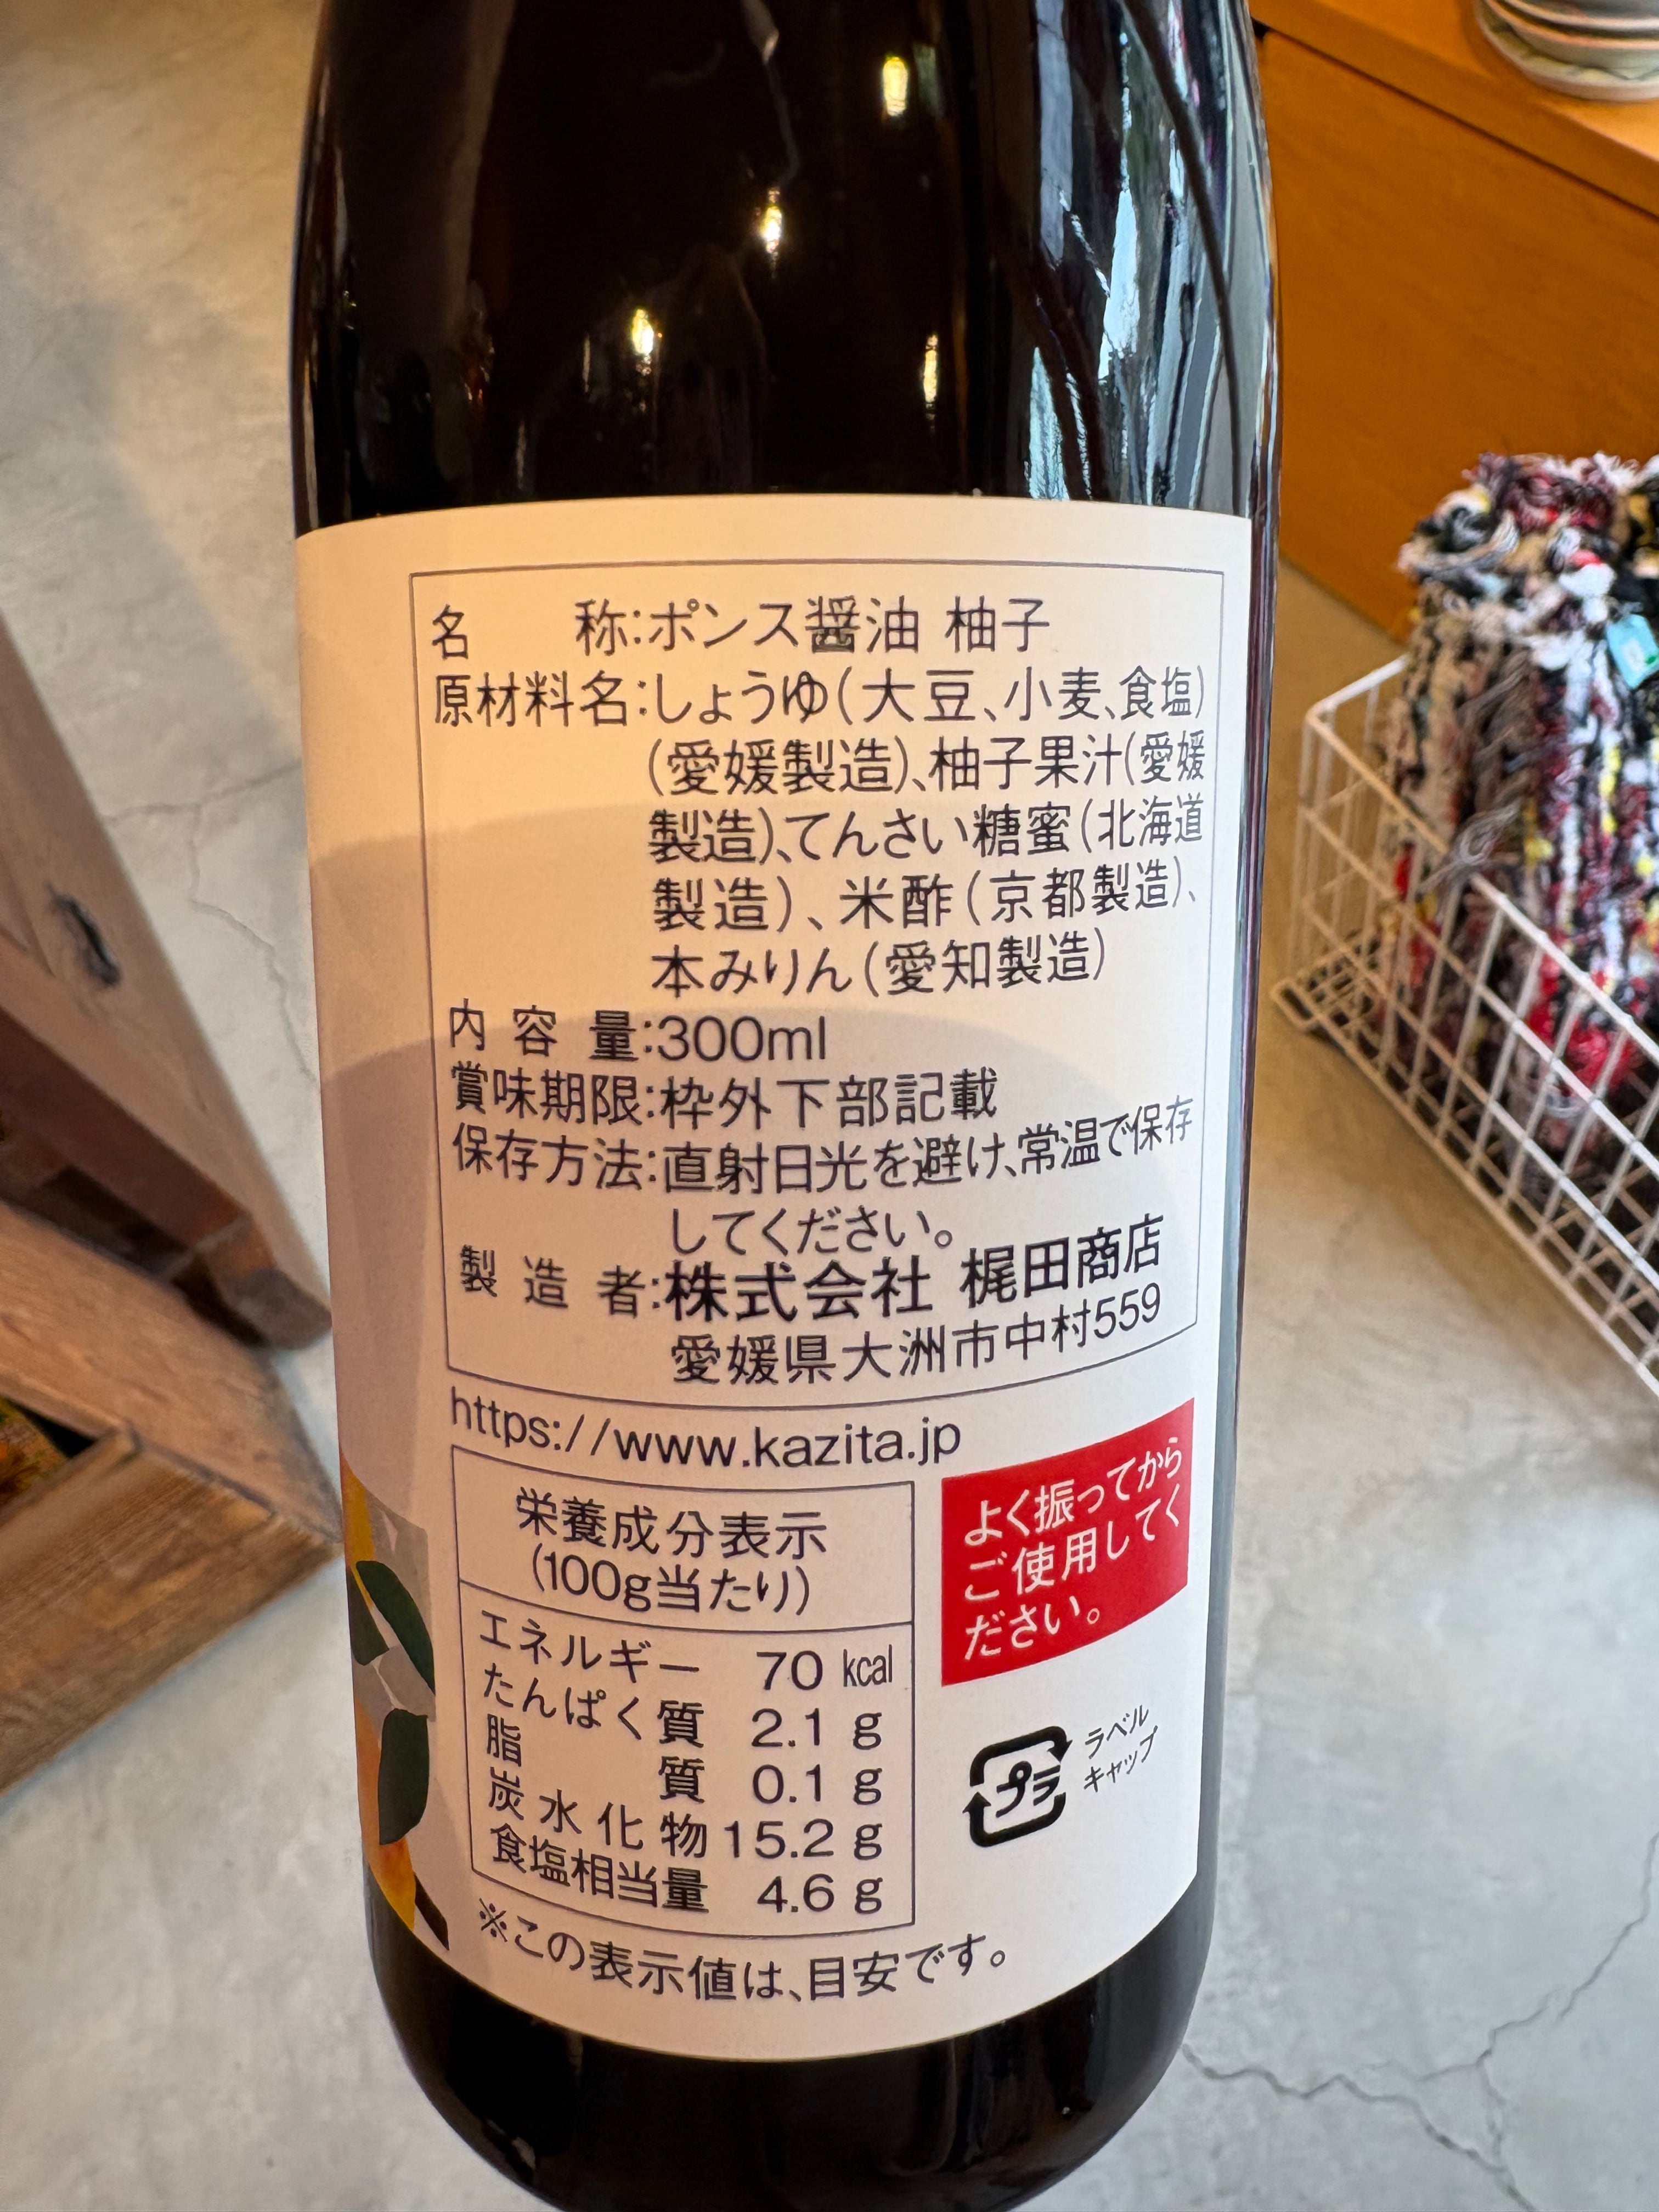 名 称:ポンス醤油 柚子
原材料名:しょうゆ(大豆、小麦、食塩)
(愛媛製造)、柚子果汁(愛媛
製造)、てんさい糖蜜(北海道
製造)、米酢(京都製造)、
本みりん(愛知製造)
内容量:300ml
賞味期限:枠外下部記載
保存方法:直射日光を避け、常温で保存
してください。
製造者:株式会社 梶田商店
愛媛県大洲市中村559
https://www.kazita.jp
栄養成分表示
(100g当たり)
エネルギー 70 kcal
たんぱく質 2.1 g
脂質 0.1 g
炭水化物 15.2 g
食塩相当量 4.6 g
※この表示値は、目安です。
よく振ってから
ご使用してく
ださい。
プラ
ラベル
キャップ